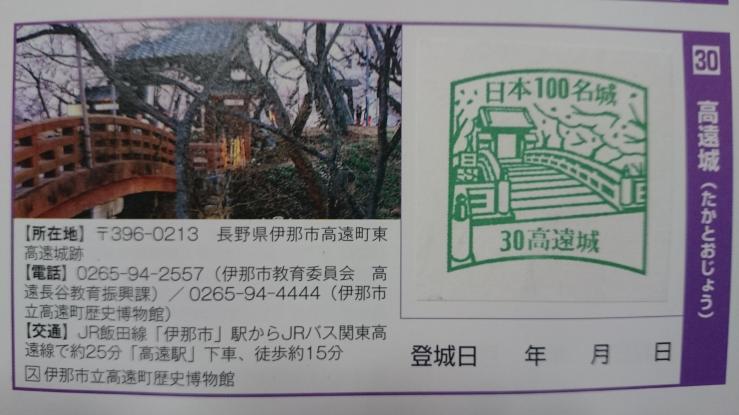 30
高遠城（たかとおじょう）
日本100名城
30高遠城
【所在地】〒396-0213　長野県伊那市高遠町東
高遠城跡
【電話】0265-94-2557（伊那市教育委員会　高
遠長谷教育振興課）／0265-94-4444（伊那市
立高遠町歴史博物館）
【交通】JR飯田線「伊那市」駅からJRバス関東高
遠線で約25分「高遠駅」下車、徒歩約15分
ス伊那市立高遠町歴史博物館
登城日　　年　　月　　日